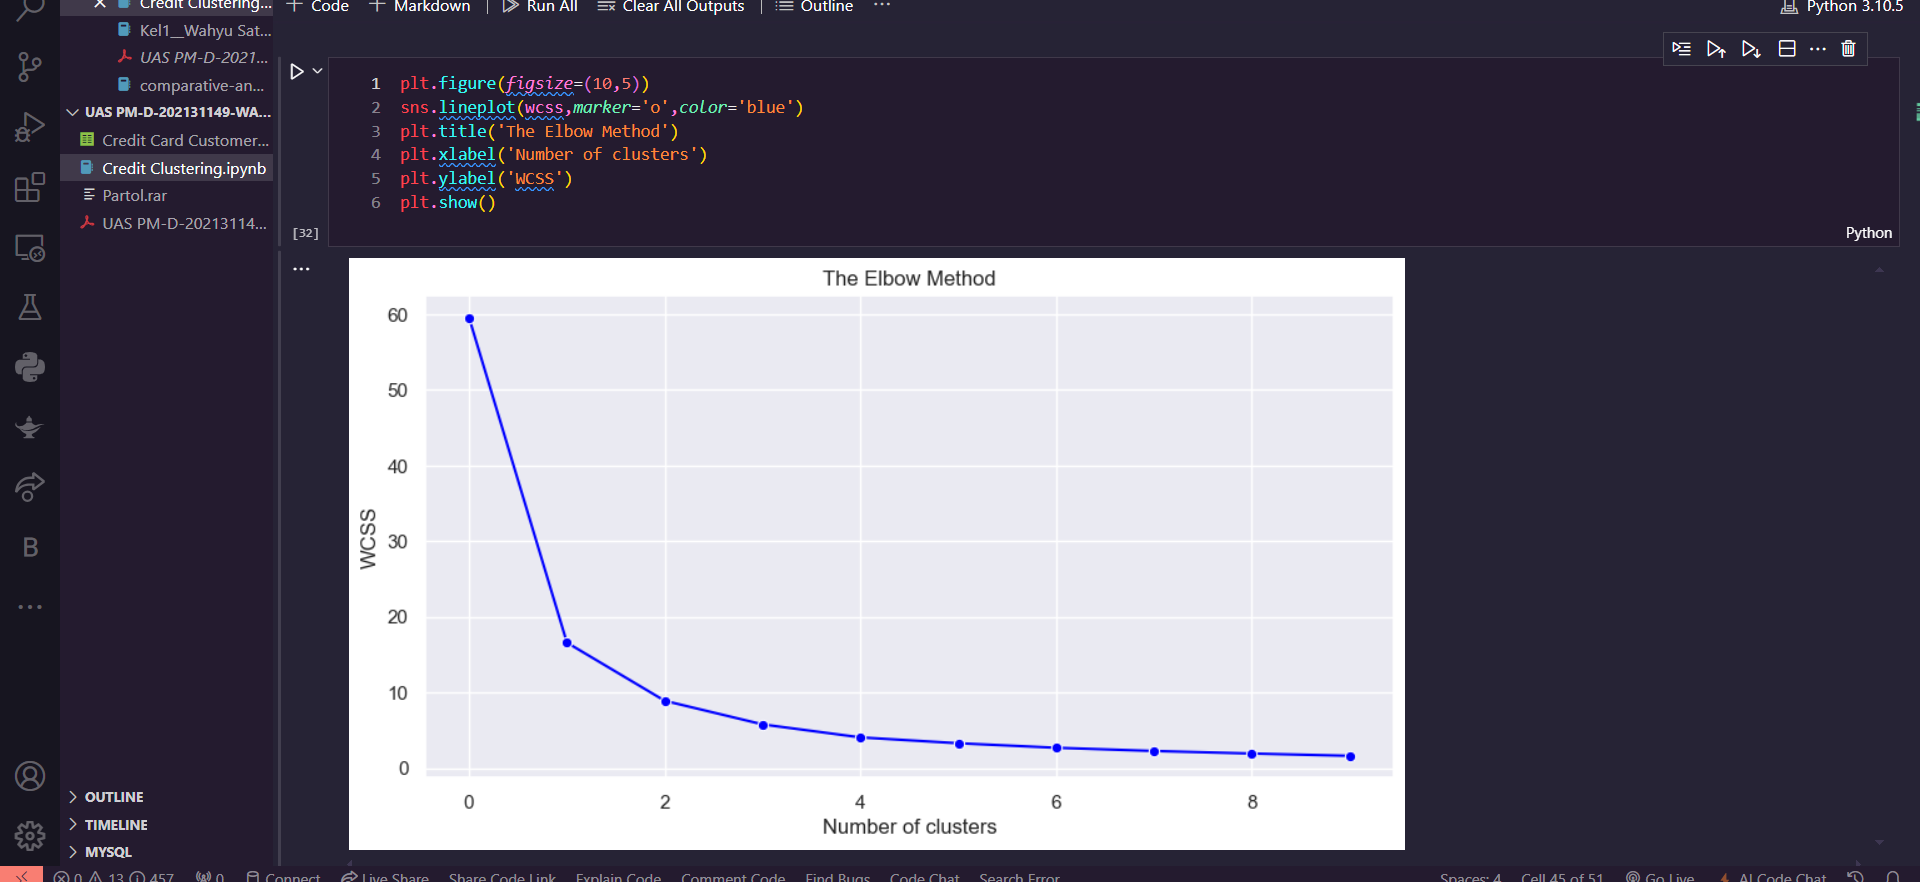 Credit Clustering...
Kel1__Wahyu Sat...
UAS PM-D-2021...
comparative-an...
UAS PM-D-202131149-WA...
Credit Card Customer...
Credit Clustering.ipynb
Partol.rar
UAS PM-D-20213114...
OUTLINE
TIMELINE
MYSQL
B
Code
Markdown
Run All
Clear All Outputs
Outline
...
Python 3.10.5
1 plt.figure(figsize=(10,5))
2 sns.lineplot(wcss,marker='o',color='blue')
3 plt.title('The Elbow Method')
4 plt.xlabel('Number of clusters')
5 plt.ylabel('WCSS')
6 plt.show()
[32]
Python
The Elbow Method
60
50
40
30
20
10
0
WCSS
0 2 4 6 8
Number of clusters
0 13 457 0 Connect Live Share Share Code Link Explain Code Comment Code Find Bugs Code Chat Search Error Spaces: 4 Cell 45 of 51 Go Live AI Code Chat